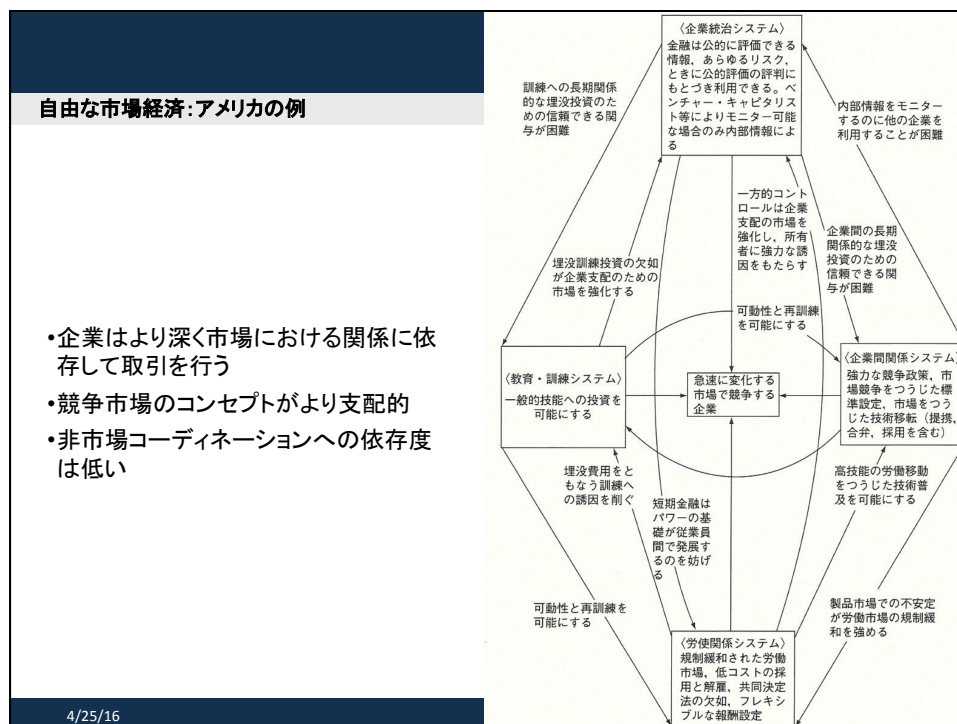 自由な市場経済：アメリカの例
•企業はより深く市場における関係に依
存して取引を行う
•競争市場のコンセプトがより支配的
•非市場コーディネーションへの依存度
は低い
4/25/16
〈企業統治システム〉
金融は公的に評価できる
情報，あらゆるリスク，
ときに公的評価の評判に
もとづき利用できる。ベ
ンチャー・キャピタリス
ト等によりモニター可能
な場合のみ内部情報によ
る
訓練への長期関係
的な埋没投資のた
めの信頼できる関
与が困難
内部情報をモニター
するのに他の企業を
利用することが困難
一方的コント
ロールは企業
支配の市場を
強化し，所有
者に強力な誘
因をもたらす
企業間の長期
関係的な埋没
投資のための
信頼できる関
与が困難
埋没訓練投資の欠如
が企業支配のための
市場を強化する
可動性と再訓練
を可能にする
〈教育・訓練システム〉
一般的技能への投資を
可能にする
急速に変化する
市場で競争する
企業
〈企業間関係システム〉
強力な競争政策，市
場競争をつうじた標
準設定，市場をつう
じた技術移転（提携，
合弁，採用を含む）
埋没費用をと
もなう訓練へ
の誘因を削ぐ
短期金融は
パワーの基
礎が従業員
間で発展す
るのを妨げ
る
高技能の労働移動
をつうじた技術普
及を可能にする
可動性と再訓練を
可能にする
製品市場での不安定
が労働市場の規制緩
和を強める
〈労使関係システム〉
規制緩和された労働
市場，低コストの採
用と解雇，共同決定
法の欠如，フレキシ
ブルな報酬設定